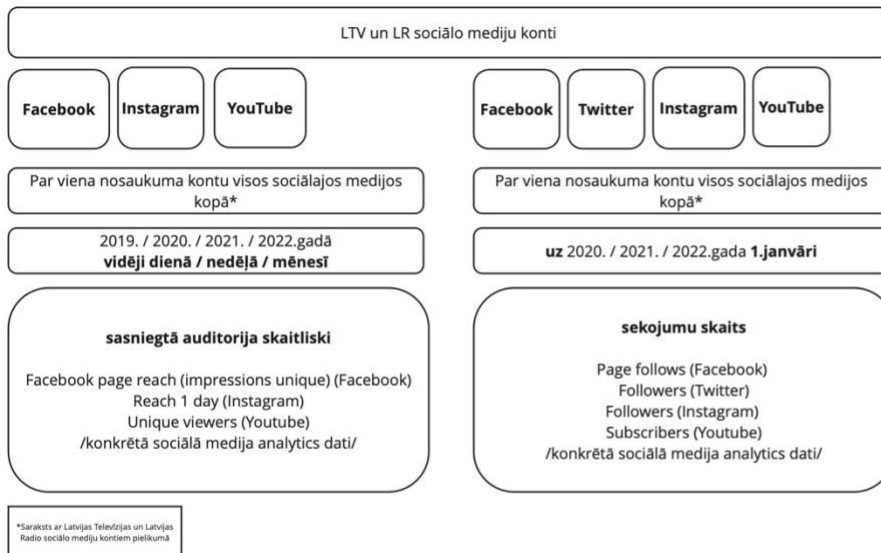 LTV un LR sociālo mediju konti
Facebook
Instagram
YouTube
Par viena nosaukuma kontu visos sociālajos medijos
kopā*
2019. / 2020. / 2021. / 2022.gadā
vidēji dienā / nedēļā / mēnesī
sasniegtā auditorija skaitliski
Facebook page reach (impressions unique) (Facebook)
Reach 1 day (Instagram)
Unique viewers (Youtube)
/konkrētā sociālā medija analytics dati/
Facebook
Twitter
Instagram
YouTube
Par viena nosaukuma kontu visos sociālajos medijos
kopā*
uz 2020. / 2021. / 2022.gada 1.janvāri
sekojumu skaits
Page follows (Facebook)
Followers (Twitter)
Followers (Instagram)
Subscribers (Youtube)
/konkrētā sociālā medija analytics dati/
*Saraksts ar Latvijas Televīzijas un Latvijas
Radio sociālo mediju kontiem pielikumā